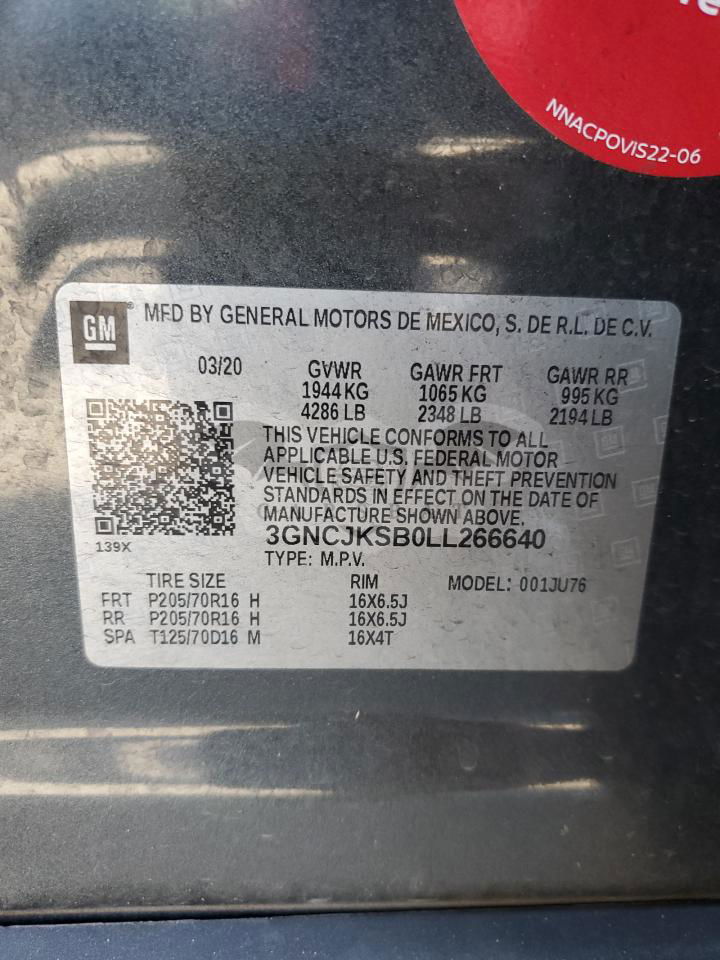 NNACPOVIS22-06
GM
MFD BY GENERAL MOTORS DE MEXICO, S. DE R.L. DE C.V.
03/20 GVWR GAWR FRT GAWR RR
1944 KG 1065 KG 995 KG
4286 LB 2348 LB 2194 LB
THIS VEHICLE CONFORMS TO ALL
APPLICABLE U.S. FEDERAL MOTOR
VEHICLE SAFETY AND THEFT PREVENTION
STANDARDS IN EFFECT ON THE DATE OF
MANUFACTURE SHOWN ABOVE.
3GNCJKSB0LL266640
139X
TYPE: M.P.V.
TIRE SIZE RIM MODEL: 001JU76
FRT P205/70R16 H 16X6.5J
RR P205/70R16 H 16X6.5J
SPA T125/70D16 M 16X4T